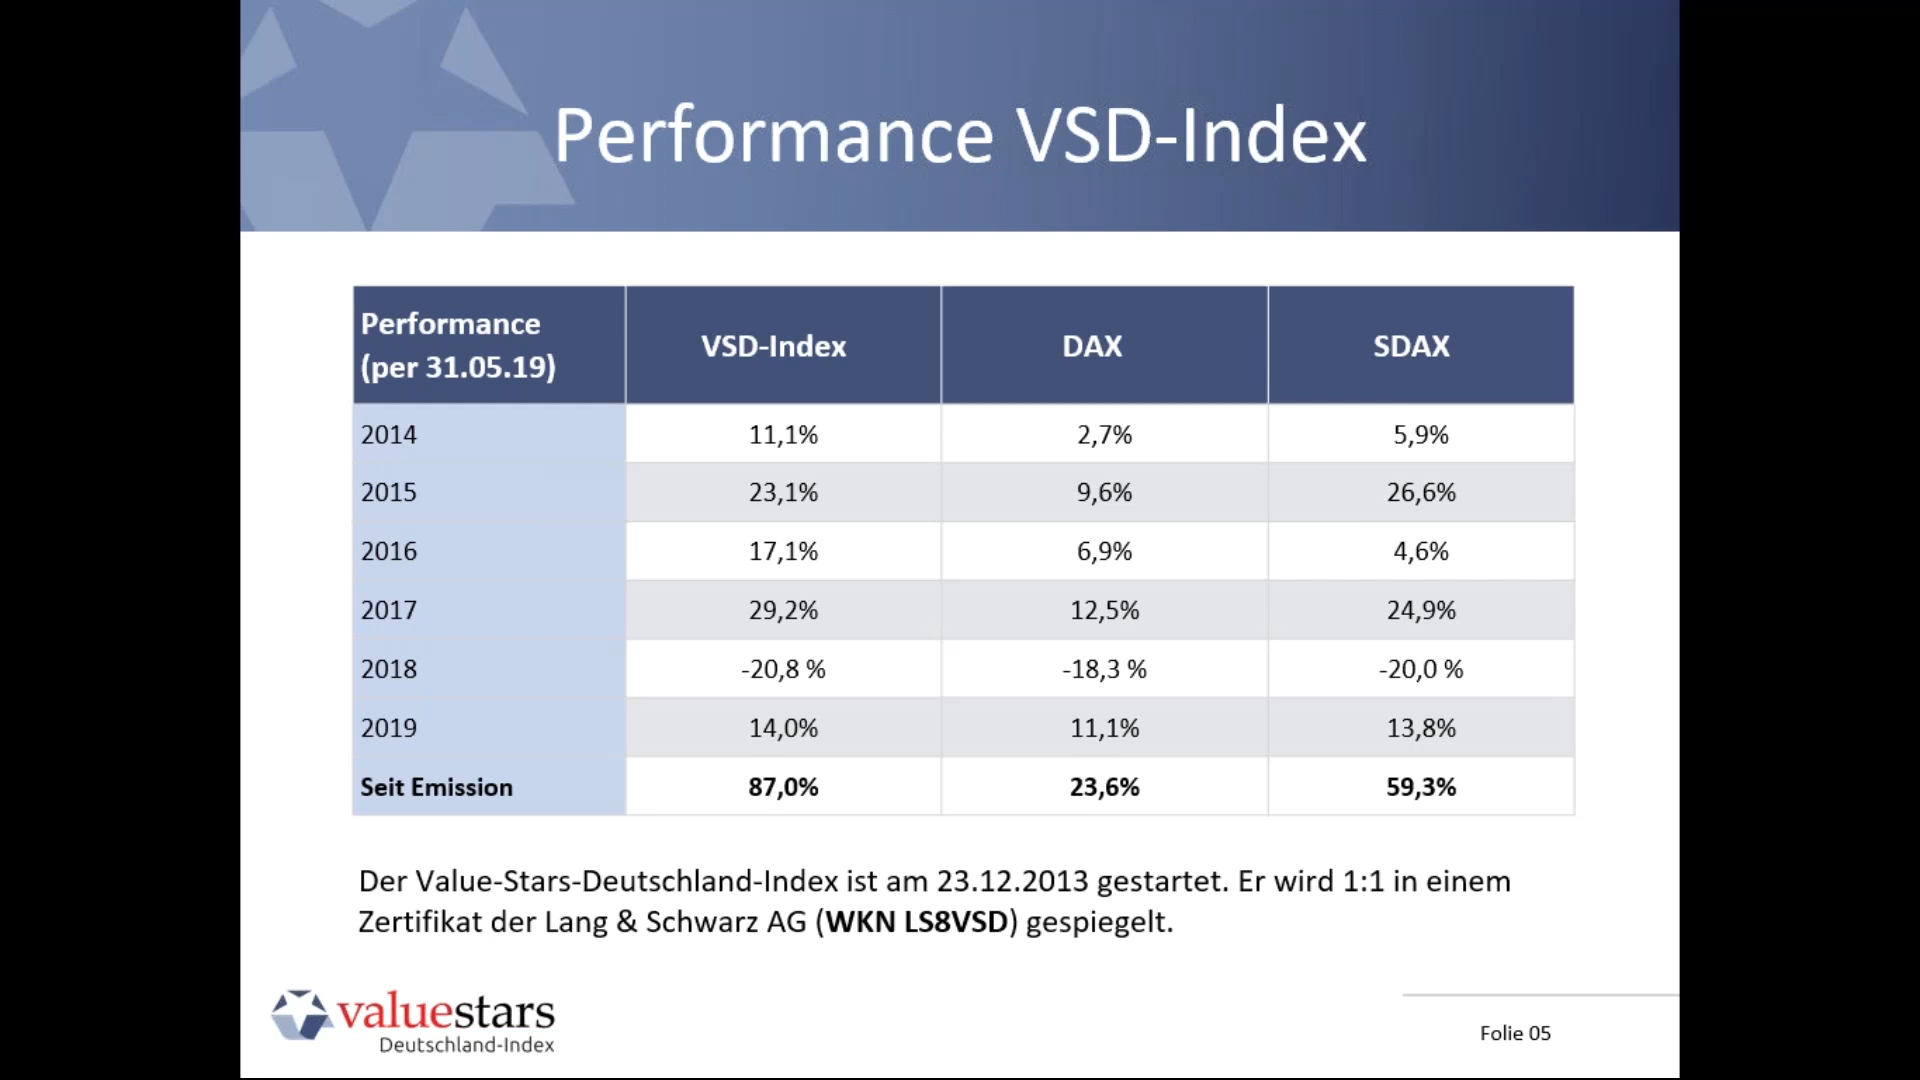 Performance VSD-Index
Performance
(per 31.05.19)
VSD-Index
DAX
SDAX
2014 11,1% 2,7% 5,9%
2015 23,1% 9,6% 26,6%
2016 17,1% 6,9% 4,6%
2017 29,2% 12,5% 24,9%
2018 -20,8 % -18,3 % -20,0 %
2019 14,0% 11,1% 13,8%
Seit Emission 87,0% 23,6% 59,3%
Der Value-Stars-Deutschland-Index ist am 23.12.2013 gestartet. Er wird 1:1 in einem
Zertifikat der Lang & Schwarz AG (WKN LS8VSD) gespiegelt.
valuestars
Deutschland-Index
Folie 05